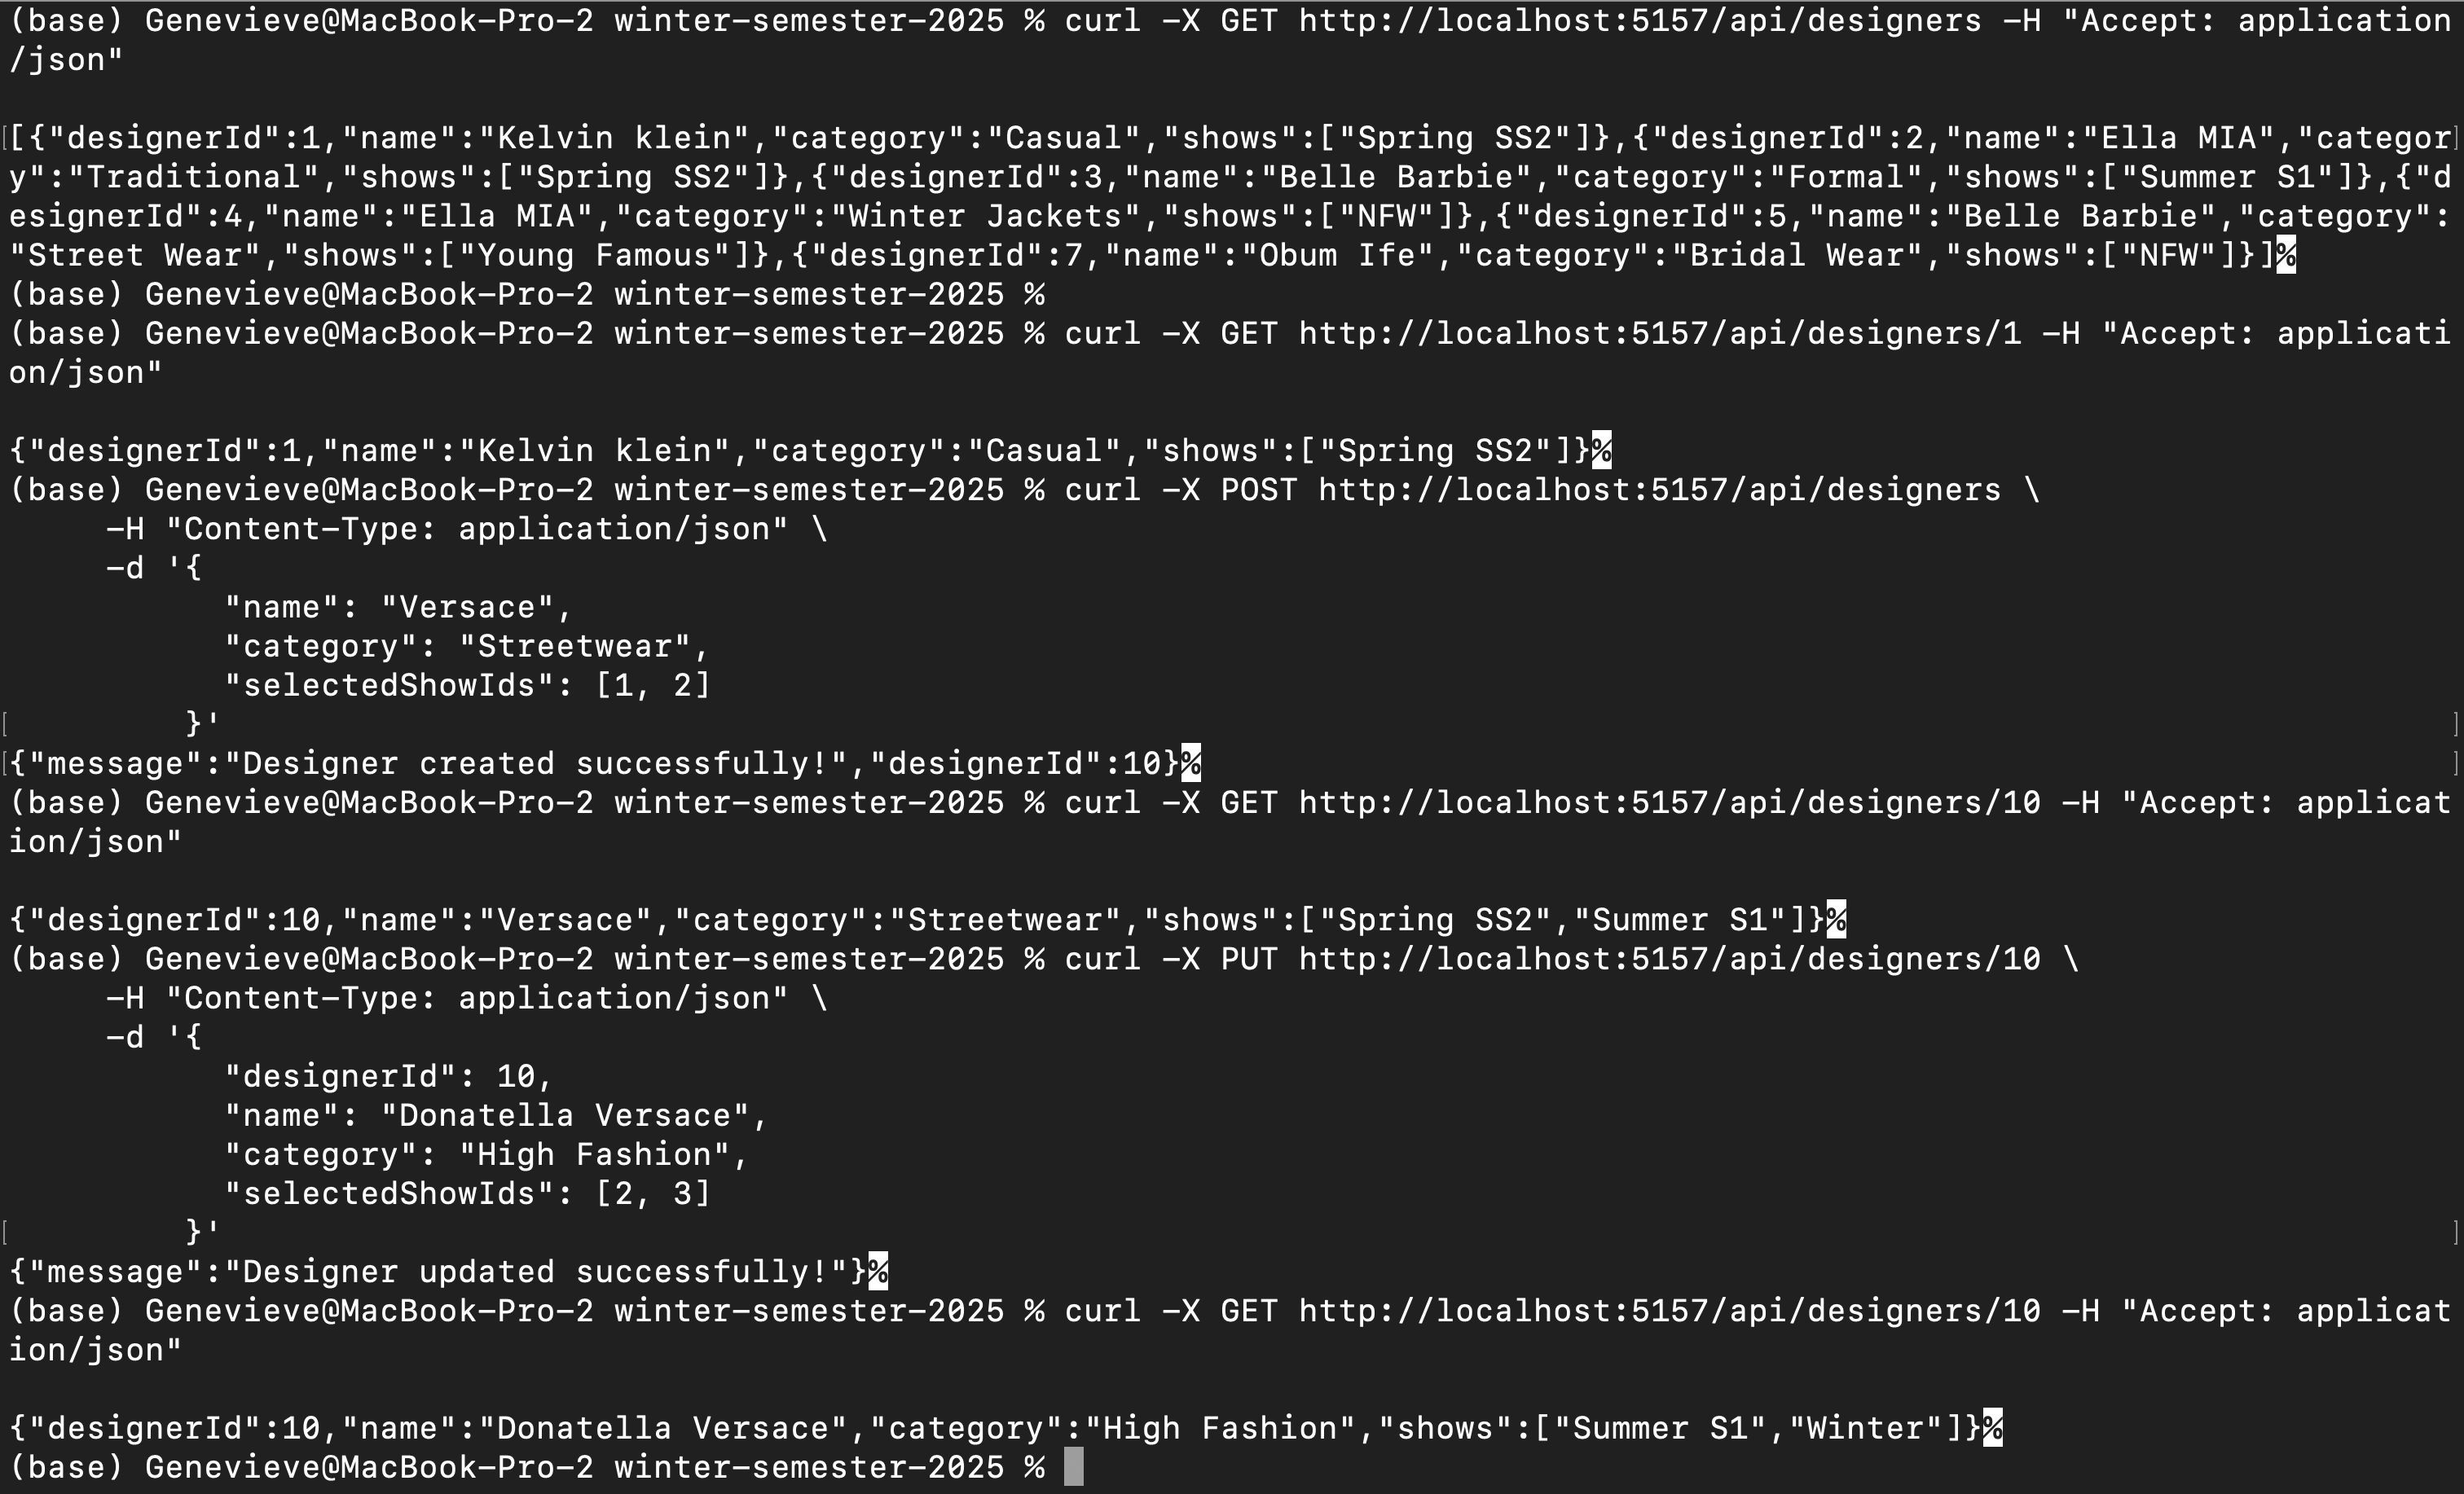 (base) Genevieve@MacBook-Pro-2 winter-semester-2025 % curl -X GET http://localhost:5157/api/designers -H "Accept: application
/json"

[{"designerId":1,"name":"Kelvin klein","category":"Casual","shows":["Spring SS2"]},{"designerId":2,"name":"Ella MIA","categor
y":"Traditional","shows":["Spring SS2"]},{"designerId":3,"name":"Belle Barbie","category":"Formal","shows":["Summer S1"]},{"d
esignerId":4,"name":"Ella MIA","category":"Winter Jackets","shows":["NFW"]},{"designerId":5,"name":"Belle Barbie","category":
"Street Wear","shows":["Young Famous"]},{"designerId":7,"name":"Obum Ife","category":"Bridal Wear","shows":["NFW"]}]%
(base) Genevieve@MacBook-Pro-2 winter-semester-2025 %
(base) Genevieve@MacBook-Pro-2 winter-semester-2025 % curl -X GET http://localhost:5157/api/designers/1 -H "Accept: applicati
on/json"

{"designerId":1,"name":"Kelvin klein","category":"Casual","shows":["Spring SS2"]}%
(base) Genevieve@MacBook-Pro-2 winter-semester-2025 % curl -X POST http://localhost:5157/api/designers \
     -H "Content-Type: application/json" \
     -d '{
           "name": "Versace",
           "category": "Streetwear",
           "selectedShowIds": [1, 2]
         }'
{"message":"Designer created successfully!","designerId":10}%
(base) Genevieve@MacBook-Pro-2 winter-semester-2025 % curl -X GET http://localhost:5157/api/designers/10 -H "Accept: applicat
ion/json"

{"designerId":10,"name":"Versace","category":"Streetwear","shows":["Spring SS2","Summer S1"]}%
(base) Genevieve@MacBook-Pro-2 winter-semester-2025 % curl -X PUT http://localhost:5157/api/designers/10 \
     -H "Content-Type: application/json" \
     -d '{
           "designerId": 10,
           "name": "Donatella Versace",
           "category": "High Fashion",
           "selectedShowIds": [2, 3]
         }'
{"message":"Designer updated successfully!"}%
(base) Genevieve@MacBook-Pro-2 winter-semester-2025 % curl -X GET http://localhost:5157/api/designers/10 -H "Accept: applicat
ion/json"

{"designerId":10,"name":"Donatella Versace","category":"High Fashion","shows":["Summer S1","Winter"]}%
(base) Genevieve@MacBook-Pro-2 winter-semester-2025 %